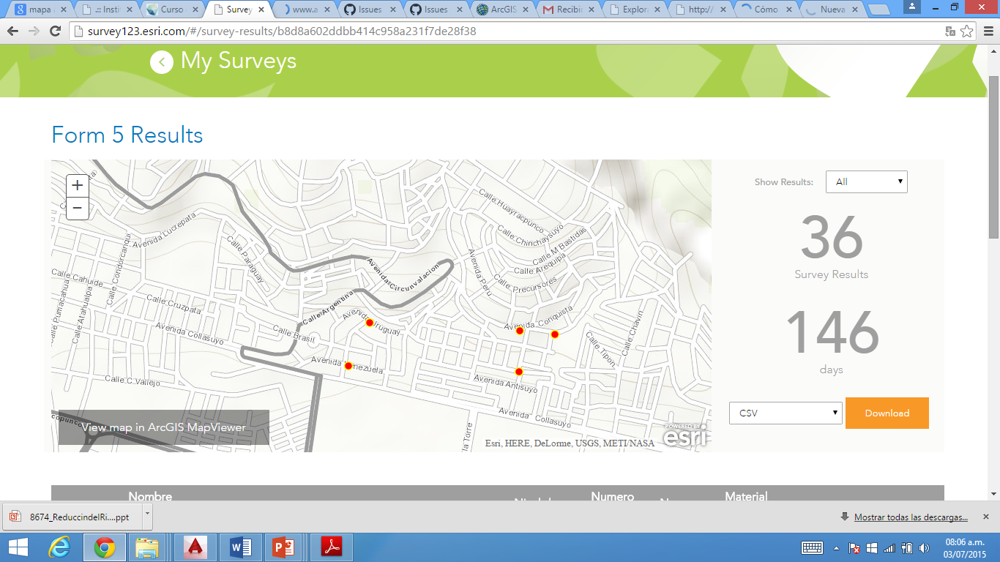 mapa
.:: Instit
Curso
Survey
www.a
Issues
Issues
ArcGIS
Recibi
Explora
http://
Cómo
Nueva
survey123.esri.com/#/survey-results/b8d8a602ddbb414c958a231f7de28f38
My Surveys
Form 5 Results
+
−
Avenida Lucrepata
Calle Paraguay
Calle Condorcanqui
Calle Cahuide
Calle Pumacahua
Calle Atahualpa
Calle Cruzpata
Avenida Collasuyo
Calle C Vallejo
Calle Brasil
Calle Argentina
Avenida Circunvalacion
Avenida Uruguay
Avenida Venezuela
Calle Huayracpunco
Calle Chinchaysuyo
Calle M Bastidas
Calle Arequipa
Calle Precursores
Avenida Peru
Avenida Conquista
Calle Tipon
Calle Chavin
Avenida Antisuyo
Avenida Collasuyo
la Torre
copunco
View map in ArcGIS MapViewer
Esri, HERE, DeLorme, USGS, METI/NASA
POWERED BY
esri
Show Results: All
36
Survey Results
146
days
CSV Download
Nombre Numero Material
8674_ReduccindelRi....ppt
Mostrar todas las descargas...
08:06 a.m.
03/07/2015